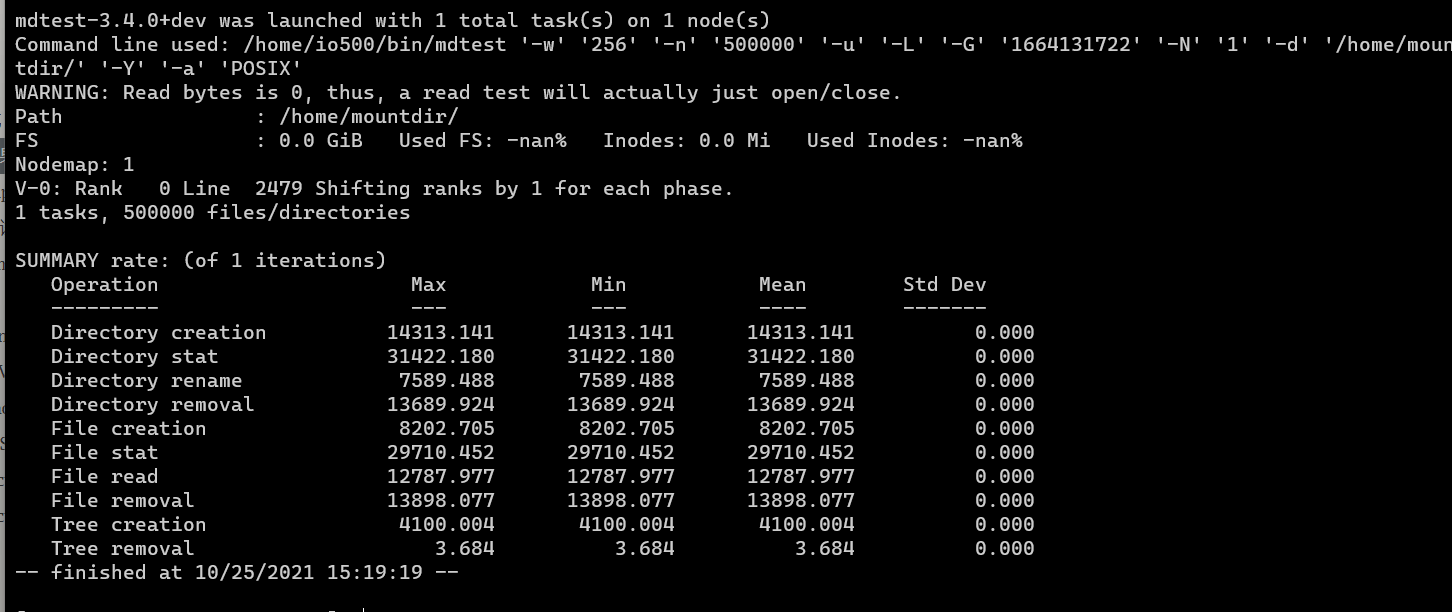 mdtest-3.4.0+dev was launched with 1 total task(s) on 1 node(s)
Command line used: /home/io500/bin/mdtest '-w' '256' '-n' '500000' '-u' '-L' '-G' '1664131722' '-N' '1' '-d' '/home/moun
tdir/' '-Y' '-a' 'POSIX'
WARNING: Read bytes is 0, thus, a read test will actually just open/close.
Path                : /home/mountdir/
FS                  : 0.0 GiB   Used FS: -nan%   Inodes: 0.0 Mi   Used Inodes: -nan%
Nodemap: 1
V-0: Rank   0 Line  2479 Shifting ranks by 1 for each phase.
1 tasks, 500000 files/directories
SUMMARY rate: (of 1 iterations)
   Operation                     Max            Min           Mean        Std Dev
   ---------                     ---            ---           ----        -------
   Directory creation          14313.141      14313.141      14313.141          0.000
   Directory stat              31422.180      31422.180      31422.180          0.000
   Directory rename             7589.488       7589.488       7589.488          0.000
   Directory removal           13689.924      13689.924      13689.924          0.000
   File creation                8202.705       8202.705       8202.705          0.000
   File stat                   29710.452      29710.452      29710.452          0.000
   File read                   12787.977      12787.977      12787.977          0.000
   File removal                13898.077      13898.077      13898.077          0.000
   Tree creation                4100.004       4100.004       4100.004          0.000
   Tree removal                    3.684          3.684          3.684          0.000
-- finished at 10/25/2021 15:19:19 --